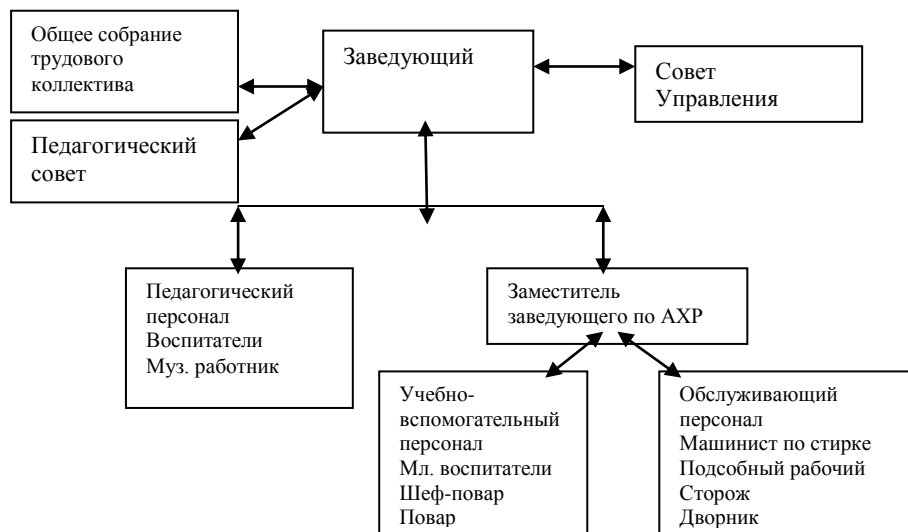 Общее собрание
трудового
коллектива
Заведующий
Совет
Управления
Педагогический
совет
Педагогический
персонал
Воспитатели
Муз. работник
Заместитель
заведующего по АХР
Учебно-
вспомогательный
персонал
Мл. воспитатели
Шеф-повар
Повар
Обслуживающий
персонал
Машинист по стирке
Подсобный рабочий
Сторож
Дворник